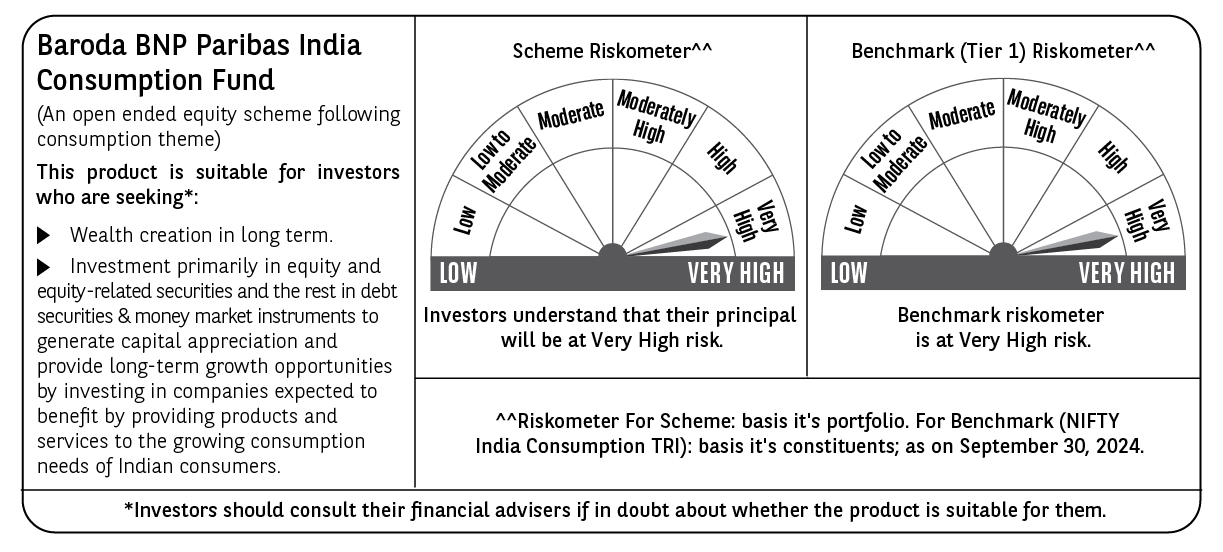 Baroda BNP Paribas India
Consumption Fund
(An open ended equity scheme following
consumption theme)
This product is suitable for investors
who are seeking*:
▶ Wealth creation in long term.
▶ Investment primarily in equity and
equity-related securities and the rest in debt
securities & money market instruments to
generate capital appreciation and
provide long-term growth opportunities
by investing in companies expected to
benefit by providing products and
services to the growing consumption
needs of Indian consumers.
Scheme Riskometer^^
Low
Low to
Moderate
Moderate
Moderately
High
High
Very
High
LOW VERY HIGH
Investors understand that their principal
will be at Very High risk.
Benchmark (Tier 1) Riskometer^^
Low
Low to
Moderate
Moderate
Moderately
High
High
Very
High
LOW VERY HIGH
Benchmark riskometer
is at Very High risk.
^^Riskometer For Scheme: basis it's portfolio. For Benchmark (NIFTY
India Consumption TRI): basis it's constituents; as on September 30, 2024.
*Investors should consult their financial advisers if in doubt about whether the product is suitable for them.